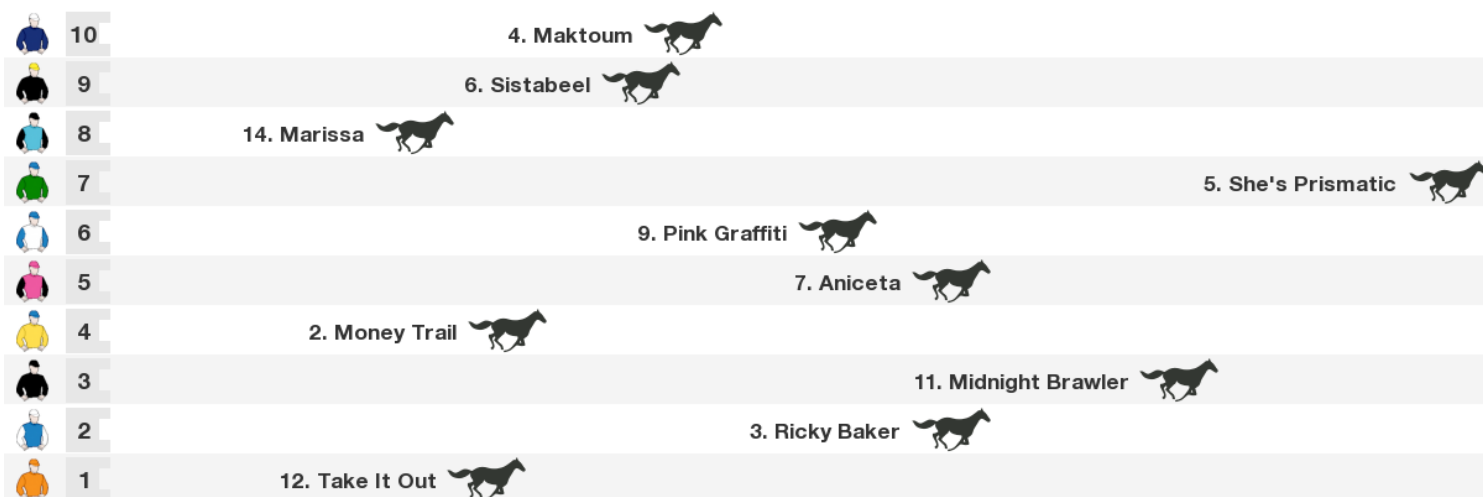 10 4. Maktoum
9 6. Sistabeel
8 14. Marissa
7 5. She's Prismatic
6 9. Pink Graffiti
5 7. Aniceta
4 2. Money Trail
3 11. Midnight Brawler
2 3. Ricky Baker
1 12. Take It Out